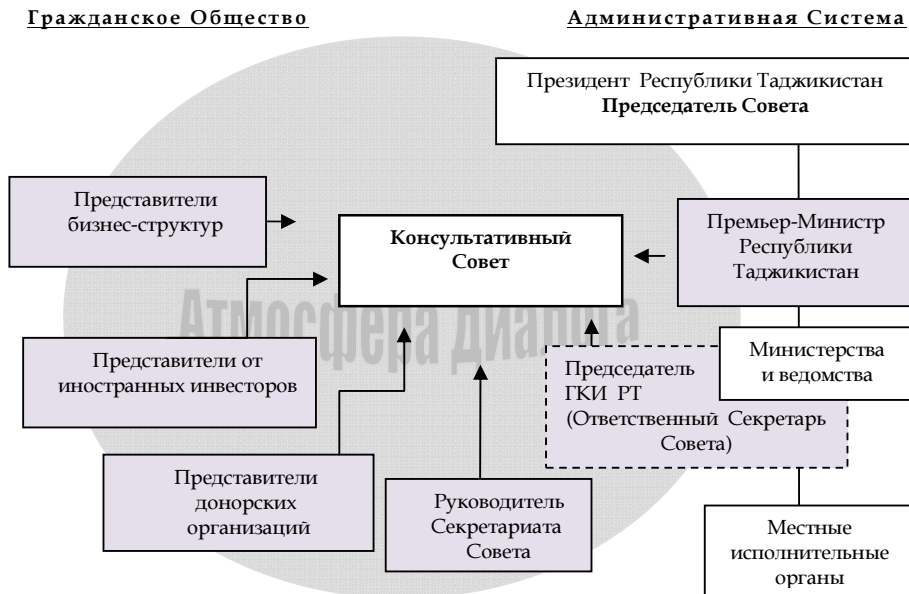 Гражданское Общество
Административная Система
Президент Республики Таджикистан
Председатель Совета
Представители
бизнес-структур
Консультативный
Совет
Премьер-Министр
Республики
Таджикистан
Атмосфера диалога
Представители от
иностранных инвесторов
Председатель
ГКИ РТ
(Ответственный Секретарь
Совета)
Министерства
и ведомства
Представители
донорских
организаций
Руководитель
Секретариата
Совета
Местные
исполнительные
органы